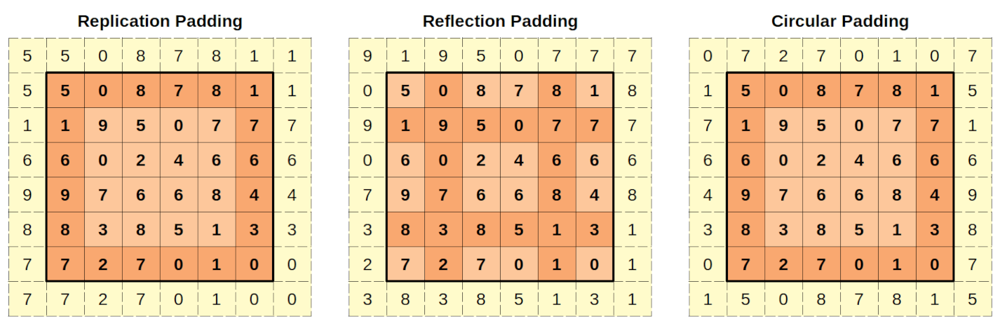 Replication Padding Reflection Padding Circular Padding
5 5 0 8 7 8 1 1 9 1 9 5 0 7 7 7 0 7 2 7 0 1 0 7
5 5 0 8 7 8 1 1 0 5 0 8 7 8 1 8 1 5 0 8 7 8 1 5
1 1 9 5 0 7 7 7 9 1 9 5 0 7 7 7 7 1 9 5 0 7 7 1
6 6 0 2 4 6 6 6 0 6 0 2 4 6 6 6 6 6 0 2 4 6 6 6
9 9 7 6 6 8 4 4 7 9 7 6 6 8 4 8 4 9 7 6 6 8 4 9
8 8 3 8 5 1 3 3 3 8 3 8 5 1 3 1 3 8 3 8 5 1 3 8
7 7 2 7 0 1 0 0 2 7 2 7 0 1 0 1 0 7 2 7 0 1 0 7
7 7 2 7 0 1 0 0 3 8 3 8 5 1 3 1 1 5 0 8 7 8 1 5